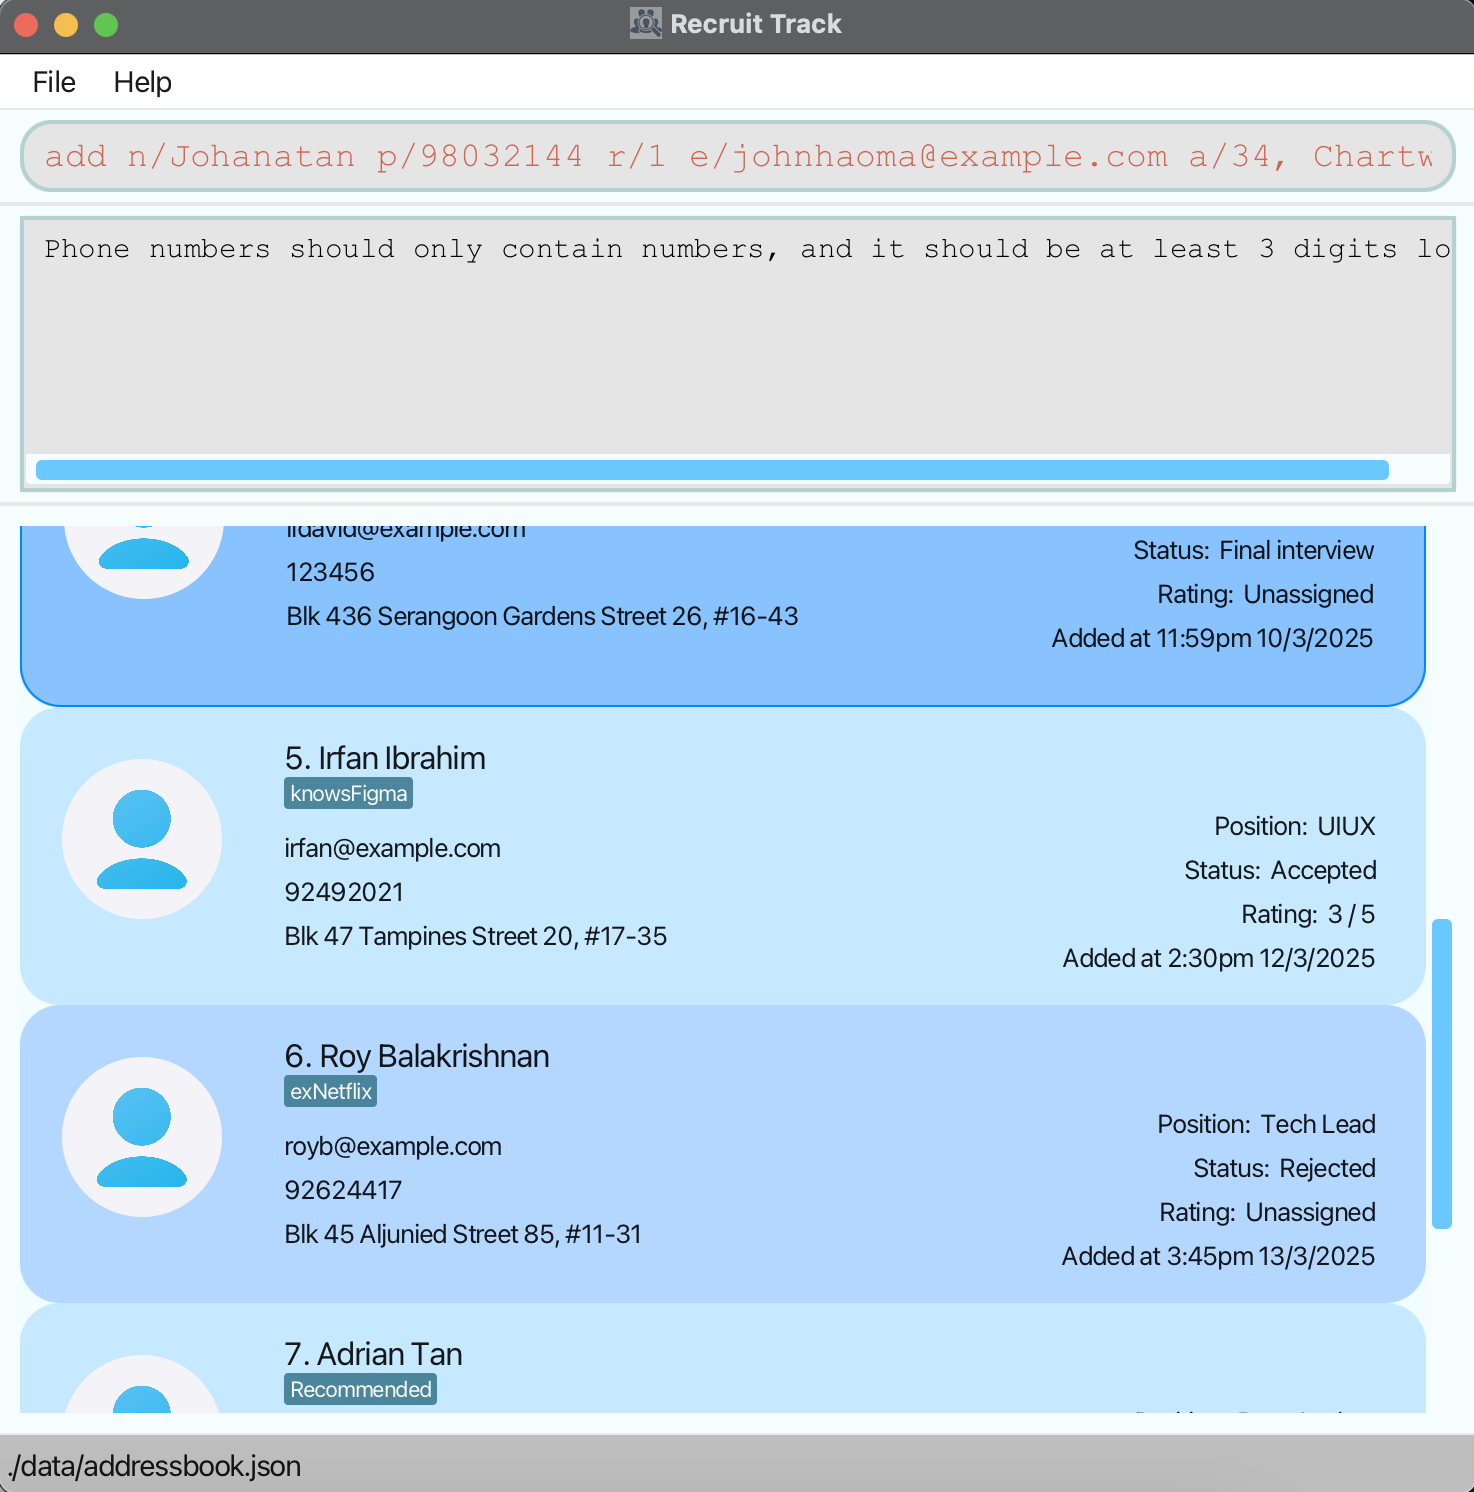 Recruit Track
File Help
add n/Johanatan p/98032144 r/1 e/johnhaoma@example.com a/34, Chartw
Phone numbers should only contain numbers, and it should be at least 3 digits lo
lidavid@example.com
123456
Blk 436 Serangoon Gardens Street 26, #16-43
Status: Final interview
Rating: Unassigned
Added at 11:59pm 10/3/2025
5. Irfan Ibrahim
knowsFigma
irfan@example.com
92492021
Blk 47 Tampines Street 20, #17-35
Position: UIUX
Status: Accepted
Rating: 3 / 5
Added at 2:30pm 12/3/2025
6. Roy Balakrishnan
exNetflix
royb@example.com
92624417
Blk 45 Aljunied Street 85, #11-31
Position: Tech Lead
Status: Rejected
Rating: Unassigned
Added at 3:45pm 13/3/2025
7. Adrian Tan
Recommended
./data/addressbook.json